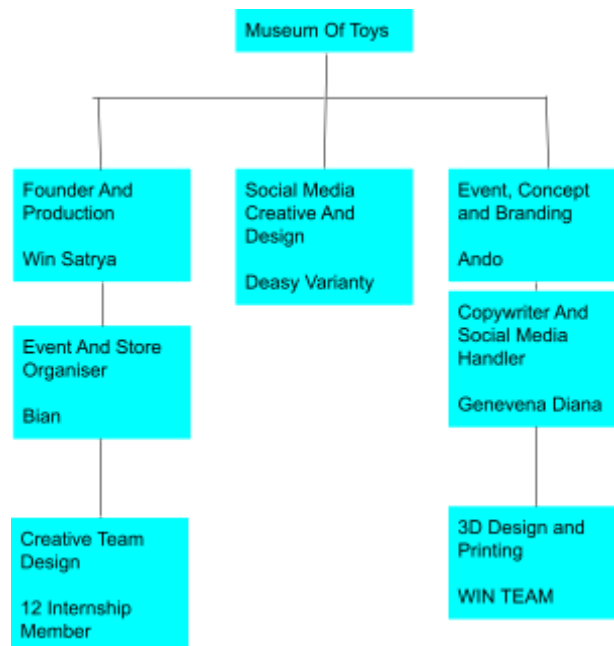 Museum Of Toys
Founder And
Production
Win Satrya
Social Media
Creative And
Design
Deasy Varianty
Event, Concept
and Branding
Ando
Event And Store
Organiser
Bian
Copywriter And
Social Media
Handler
Genevena Diana
Creative Team
Design
12 Internship
Member
3D Design and
Printing
WIN TEAM